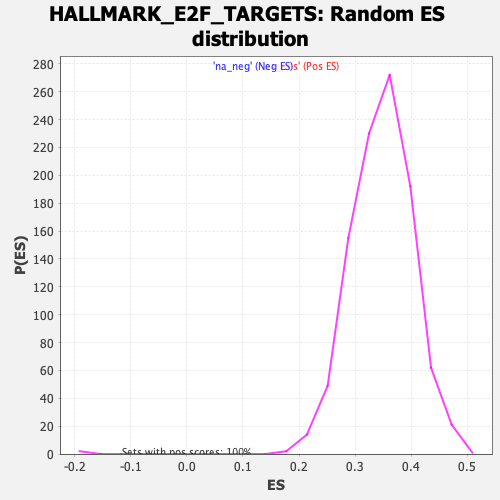 HALLMARK_E2F_TARGETS: Random ES
distribution
'na_neg' (Neg ES)s' (Pos ES)
280
260
240
220
200
180
160
140
120
100
80
60
40
20
0
P(ES)
Sets with pos scores: 100%
-0.2 -0.1 0.0 0.1 0.2 0.3 0.4 0.5
ES